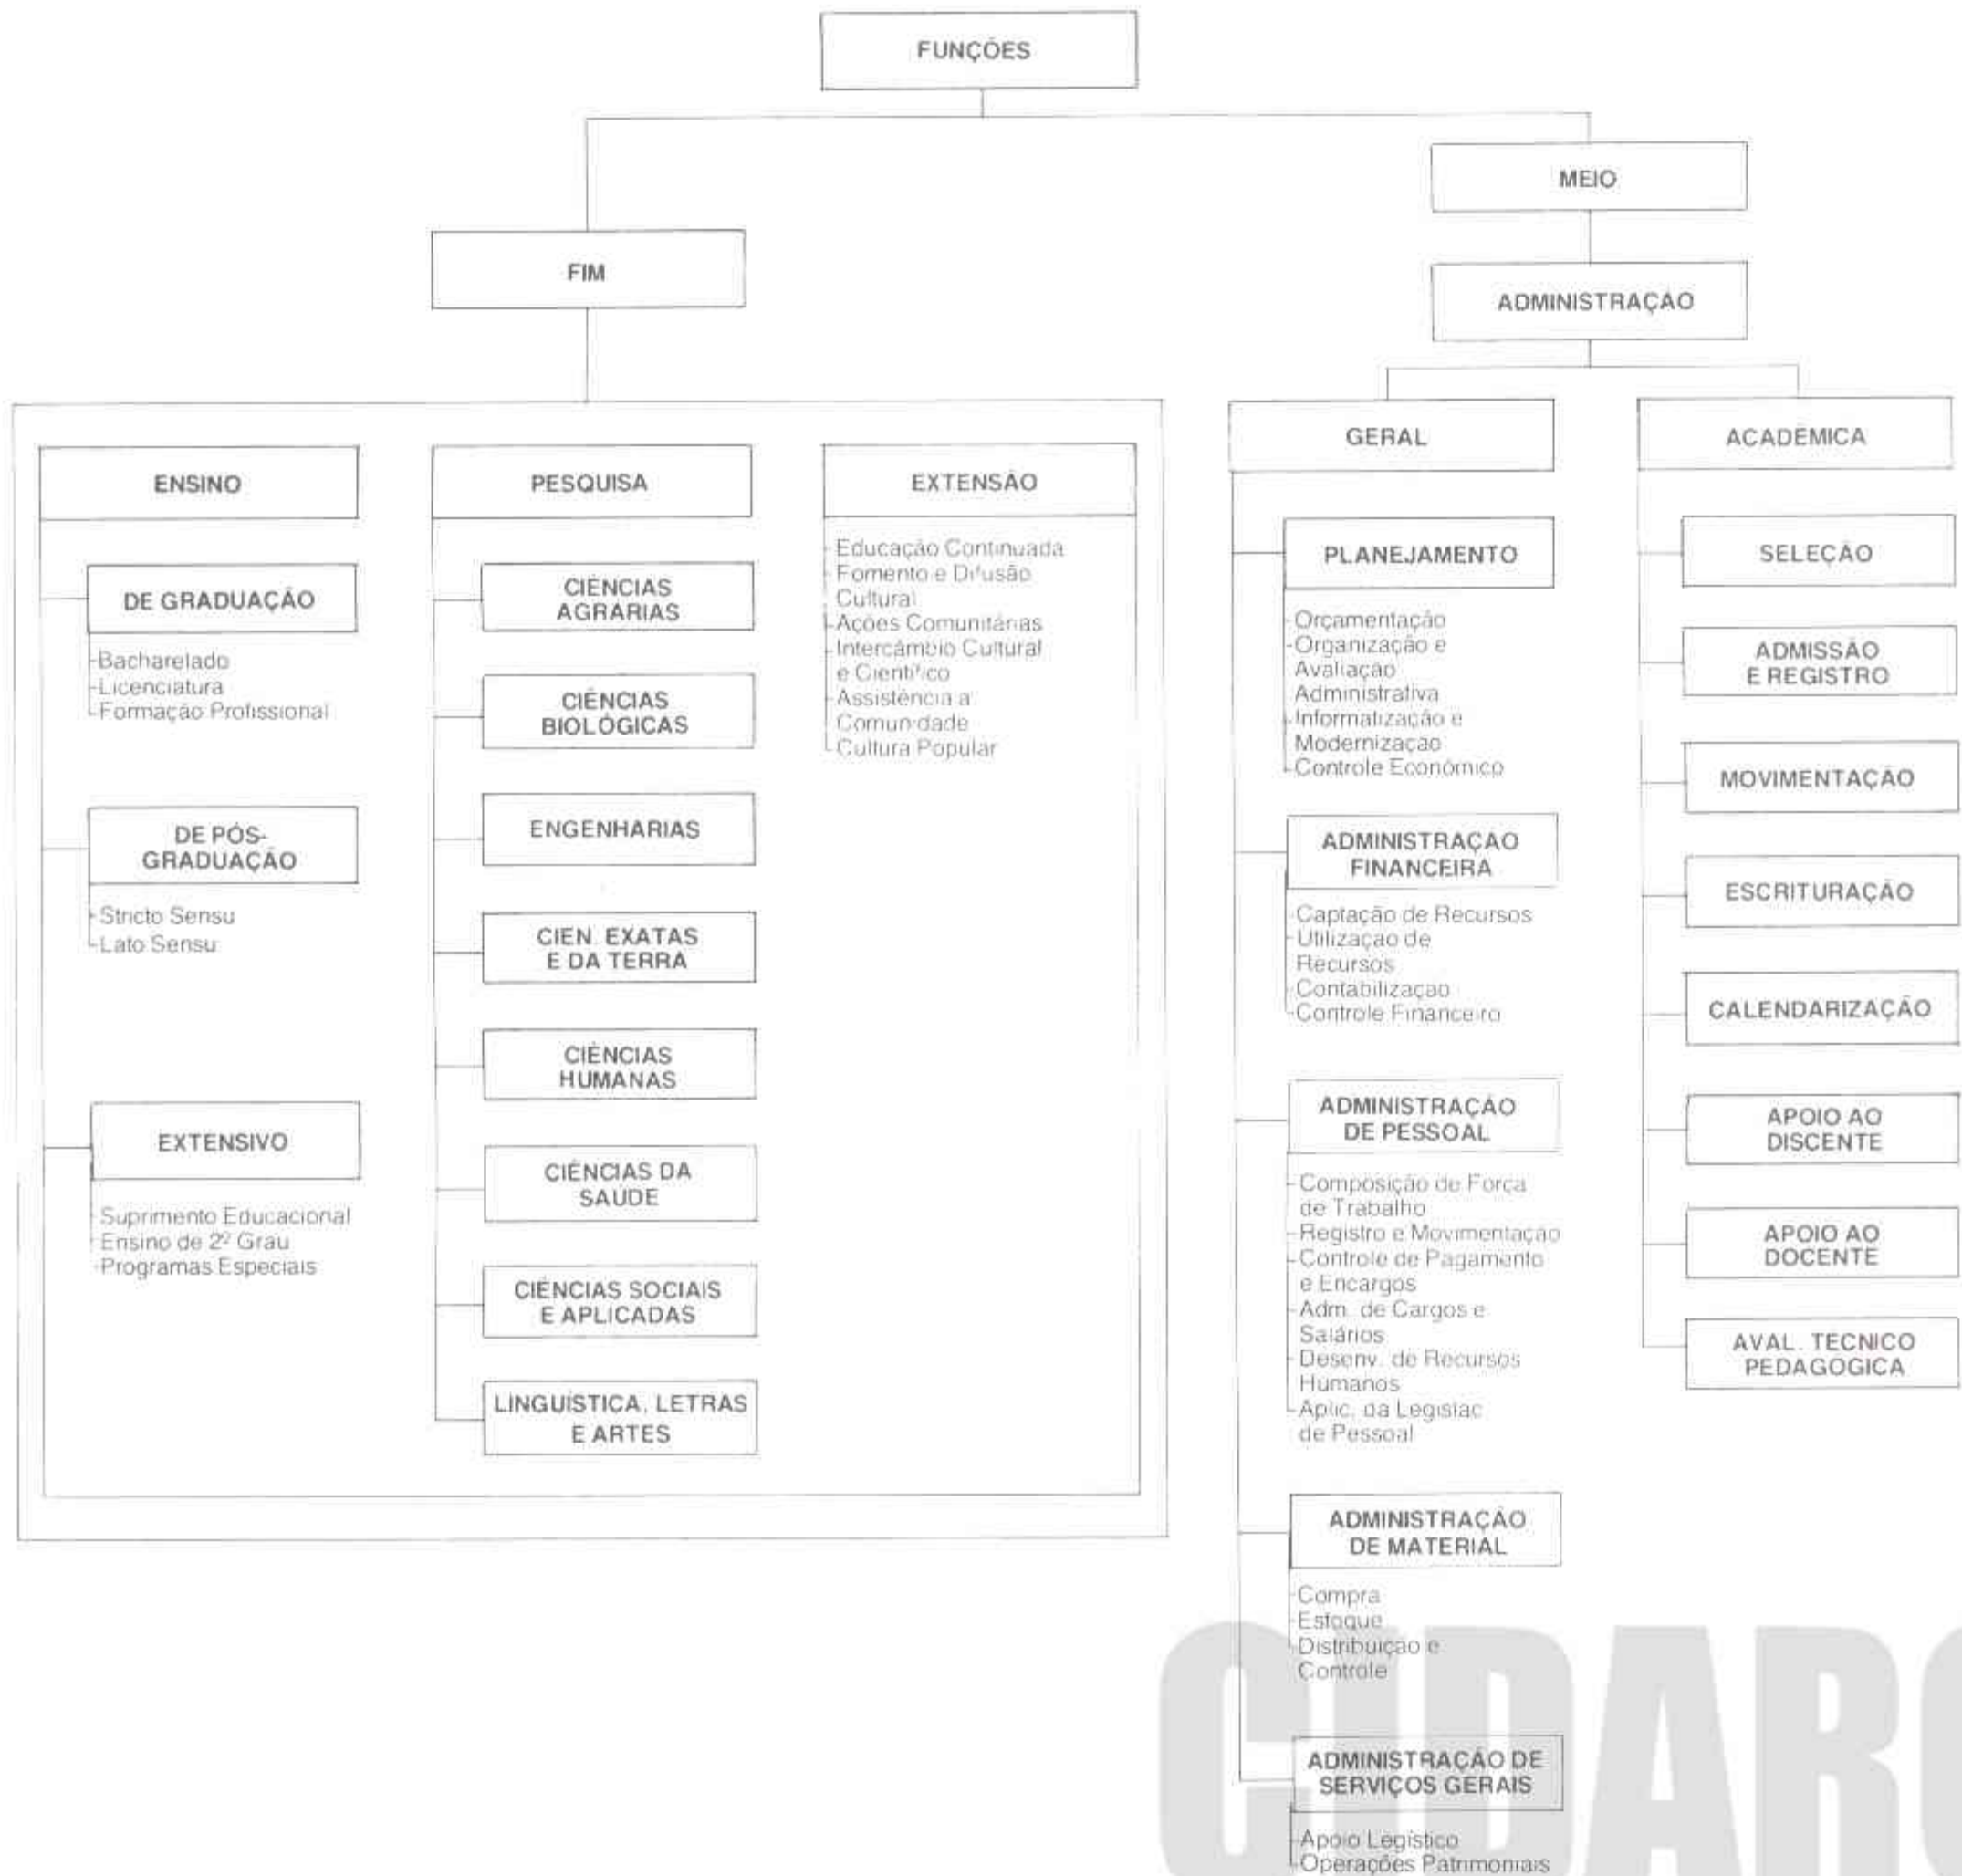 FUNÇÕES
FIM
ENSINO
DE GRADUAÇÃO
Bacharelado
Licenciatura
Formação Profissional
DE PÓS-
GRADUAÇÃO
Stricto Sensu
Lato Sensu
EXTENSIVO
Suprimento Educacional
Ensino de 2º Grau
Programas Especiais
PESQUISA
CIÊNCIAS
AGRARIAS
CIÊNCIAS
BIOLÓGICAS
ENGENHARIAS
CIEN. EXATAS
E DA TERRA
CIÊNCIAS
HUMANAS
CIÊNCIAS DA
SAUDE
CIÊNCIAS SOCIAIS
E APLICADAS
LINGUÍSTICA, LETRAS
E ARTES
EXTENSÃO
Educação Continuada
Fomento e Difusão
Cultural
Ações Comunitárias
Intercâmbio Cultural
e Científico
Assistência a
Comunidade
Cultura Popular
MEIO
ADMINISTRAÇÃO
GERAL
PLANEJAMENTO
Orçamentação
Organização e
Avaliação
Administrativa
Informatização e
Modernização
Controle Econômico
ADMINISTRAÇÃO
FINANCEIRA
Captação de Recursos
Utilização de
Recursos
Contabilização
Controle Financeiro
ADMINISTRAÇÃO
DE PESSOAL
Composição de Força
de Trabalho
Registro e Movimentação
Controle de Pagamento
e Encargos
Adm. de Cargos e
Salários
Desenv. de Recursos
Humanos
Aplic. da Legislac
de Pessoal
ADMINISTRAÇÃO
DE MATERIAL
Compra
Estoque
Distribuição e
Controle
ADMINISTRAÇÃO DE
SERVIÇOS GERAIS
Apoio Legístico
Operações Patrimoniais
ACADÊMICA
SELEÇÃO
ADMISSÃO
E REGISTRO
MOVIMENTAÇÃO
ESCRITURAÇÃO
CALENDARIZAÇÃO
APOIO AO
DISCENTE
APOIO AO
DOCENTE
AVAL. TECNICO
PEDAGOGICA
CIDARQ